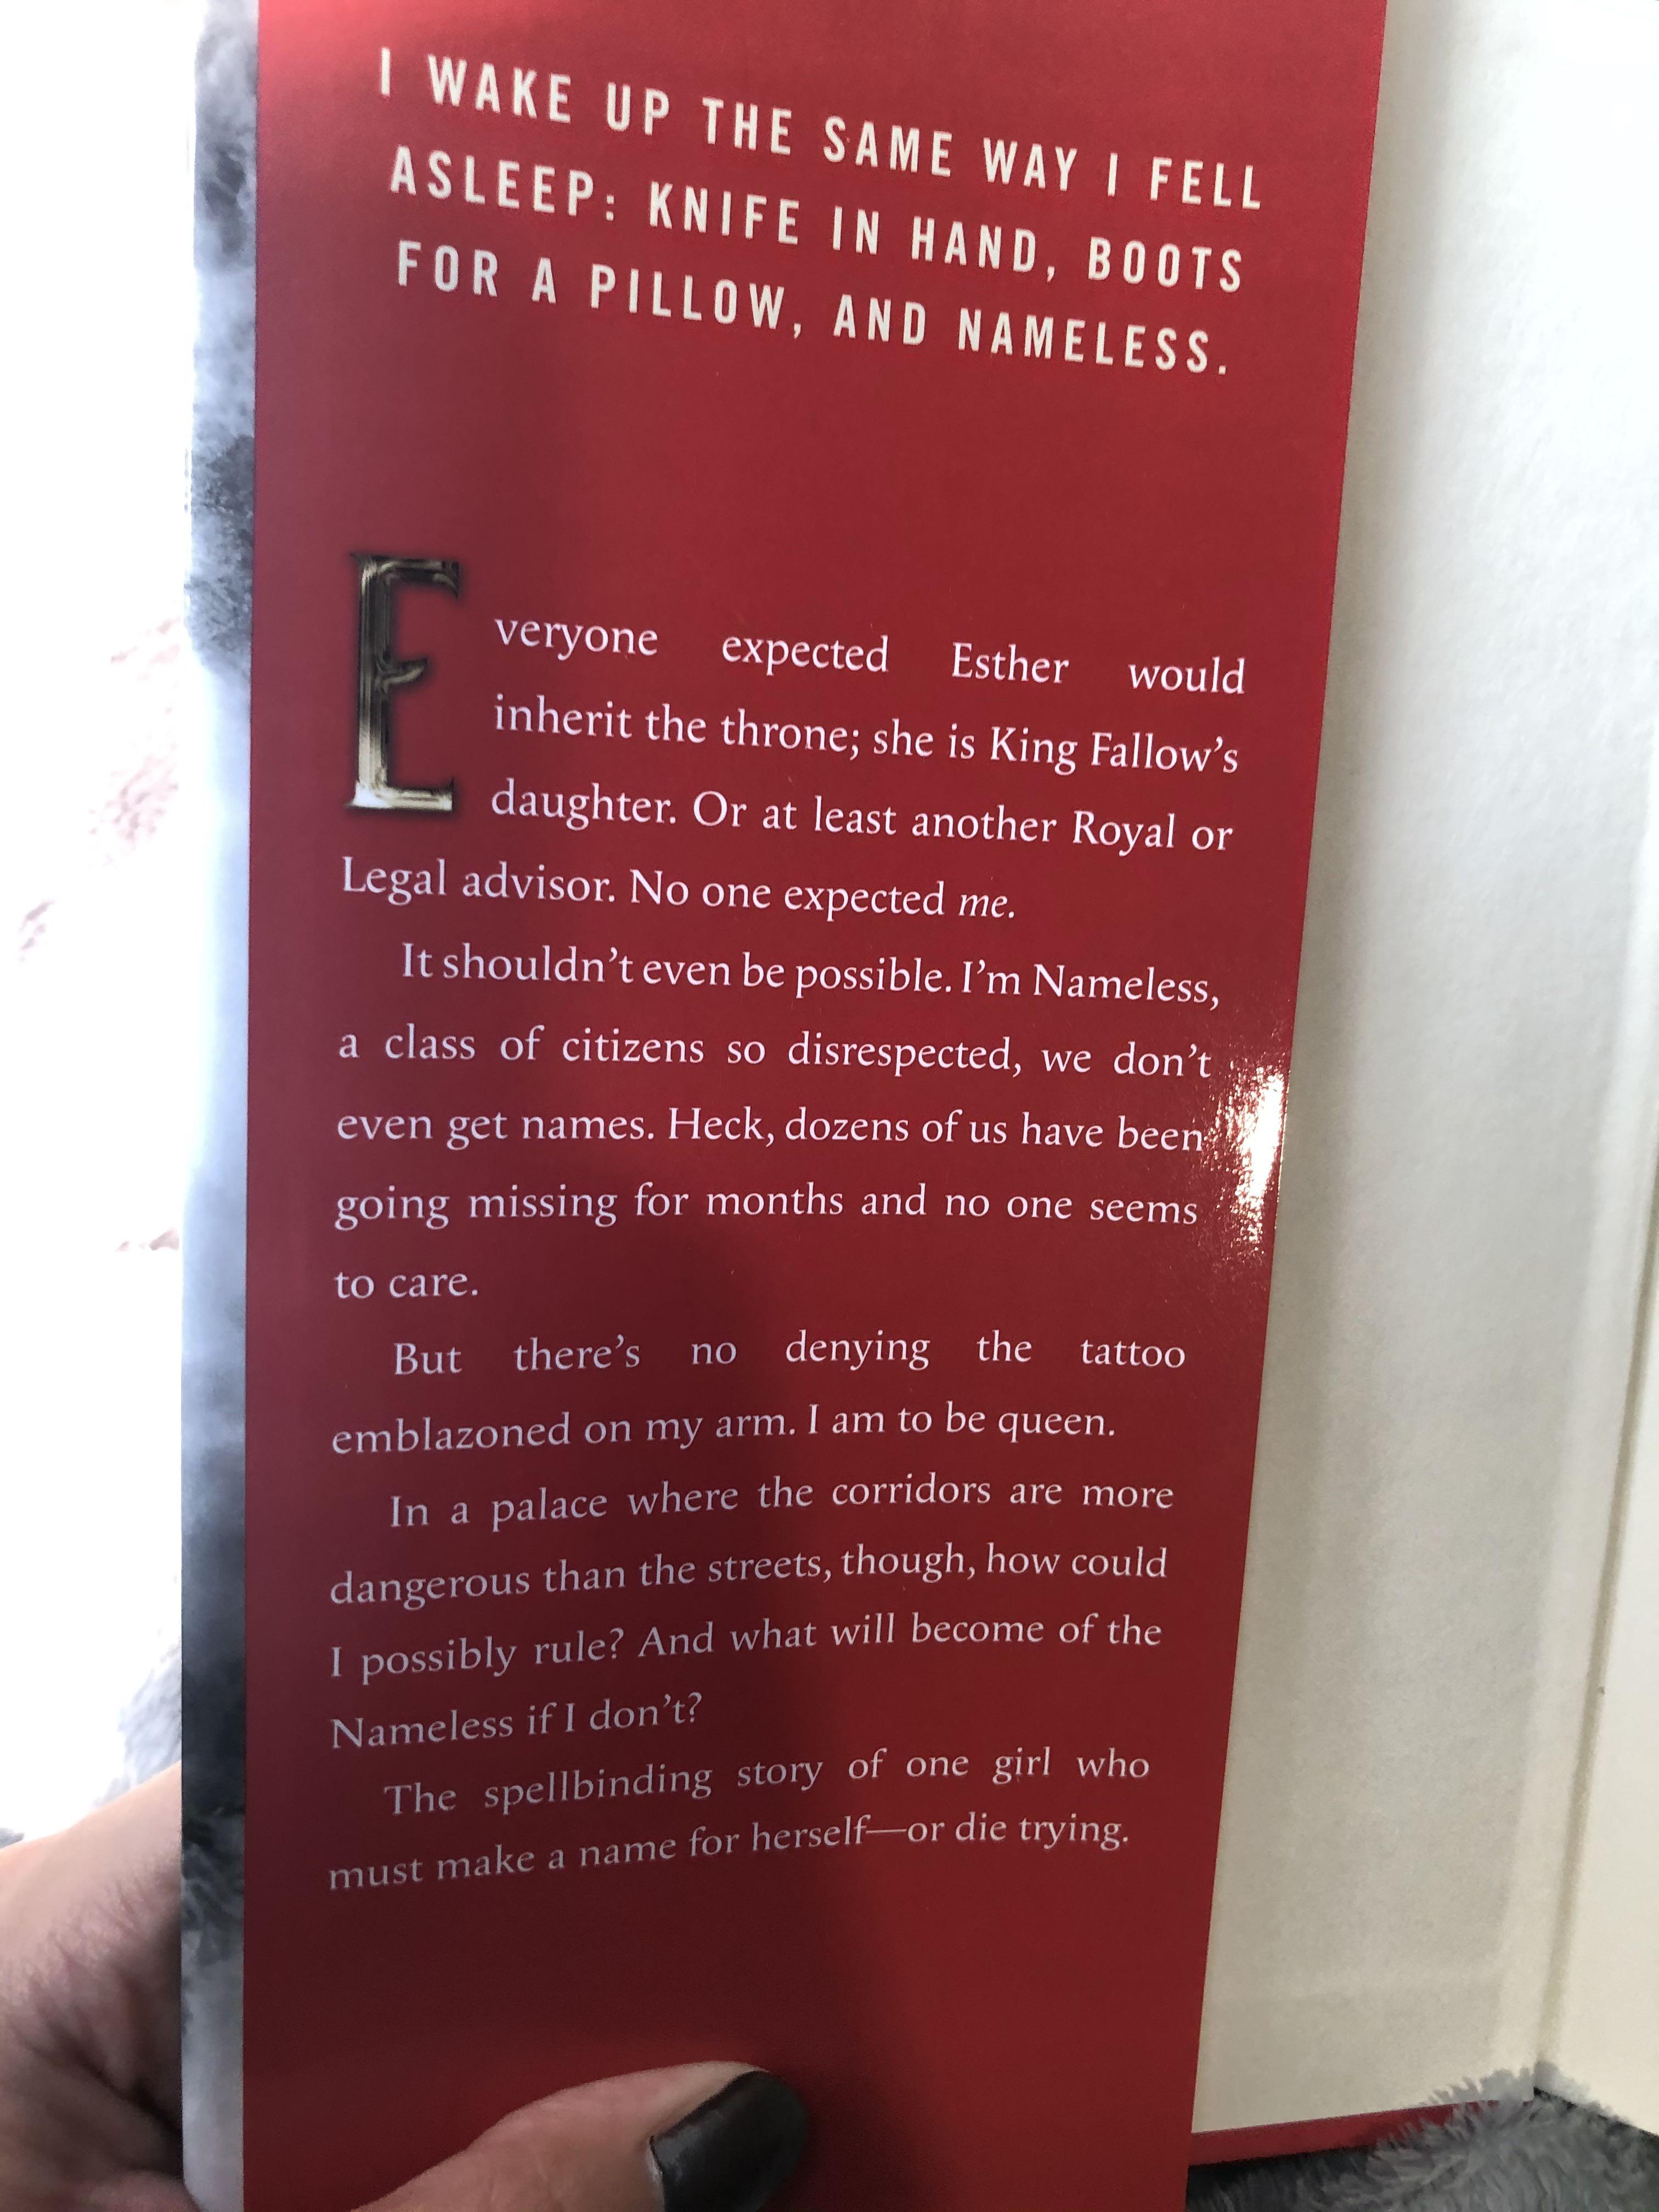 I WAKE UP THE SAME WAY I FELL
ASLEEP: KNIFE IN HAND, BOOTS
FOR A PILLOW, AND NAMELESS.
Everyone expected Esther would
inherit the throne; she is King Fallow's
daughter. Or at least another Royal or
Legal advisor. No one expected me.
It shouldn't even be possible. I'm Nameless,
a class of citizens so disrespected, we don't
even get names. Heck, dozens of us have been
going missing for months and no one seems
to care.
But there's no denying the tattoo
emblazoned on my arm. I am to be queen.
In a palace where the corridors are more
dangerous than the streets, though, how could
I possibly rule? And what will become of the
Nameless if I don't?
The spellbinding story of one girl who
must make a name for herself—or die trying.